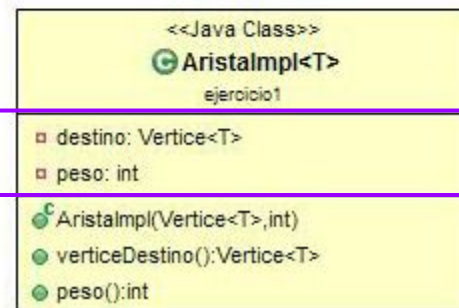 <<Java Class>>
AristaImpl<T>
ejercicio1
destino: Vertice<T>
peso: int
AristaImpl(Vertice<T>,int)
verticeDestino():Vertice<T>
peso():int